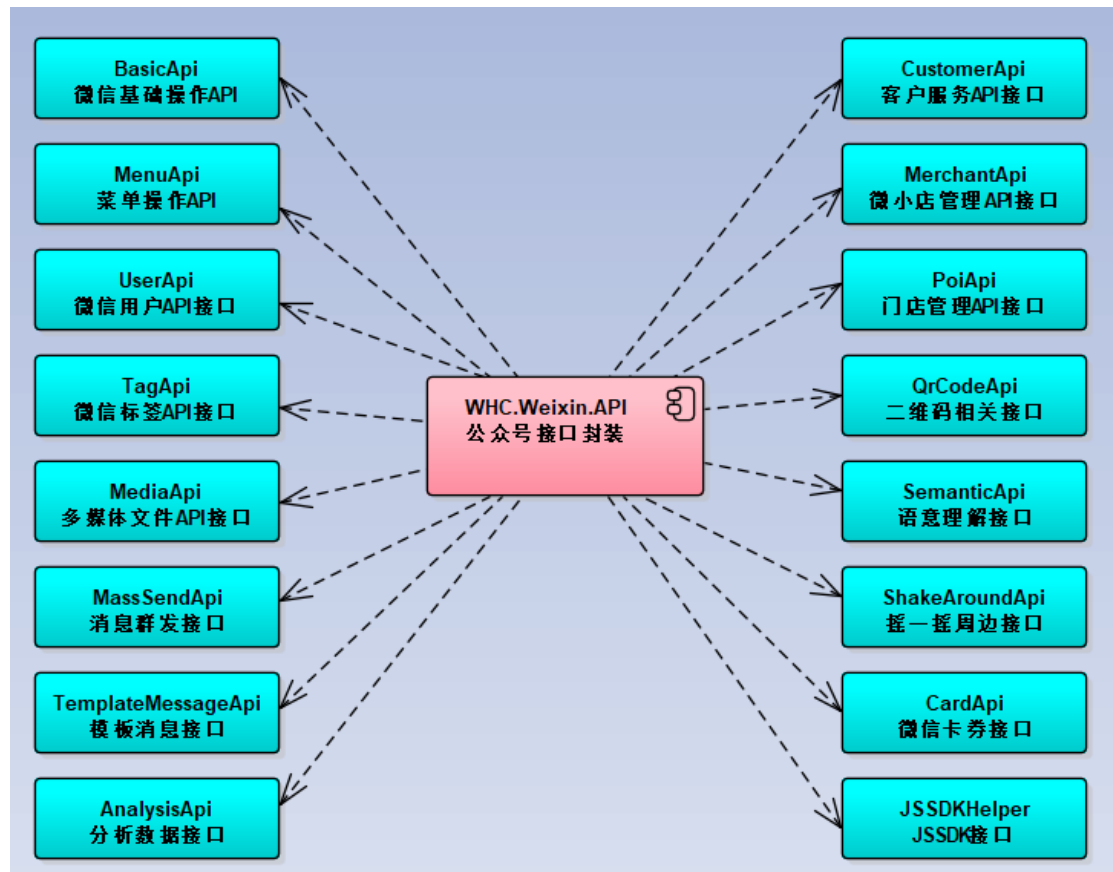 BasicApi
微信基础操作API
MenuApi
菜单操作API
UserApi
微信用户API接口
TagApi
微信标签API接口
MediaApi
多媒体文件API接口
MassSendApi
消息群发接口
TemplateMessageApi
模板消息接口
AnalysisApi
分析数据接口
WHC.Weixin.API
公众号接口封装
CustomerApi
客户服务API接口
MerchantApi
微小店管理API接口
PoiApi
门店管理API接口
QrCodeApi
二维码相关接口
SemanticApi
语意理解接口
ShakeAroundApi
摇一摇周边接口
CardApi
微信卡券接口
JSSDKHelper
JSSDK接口